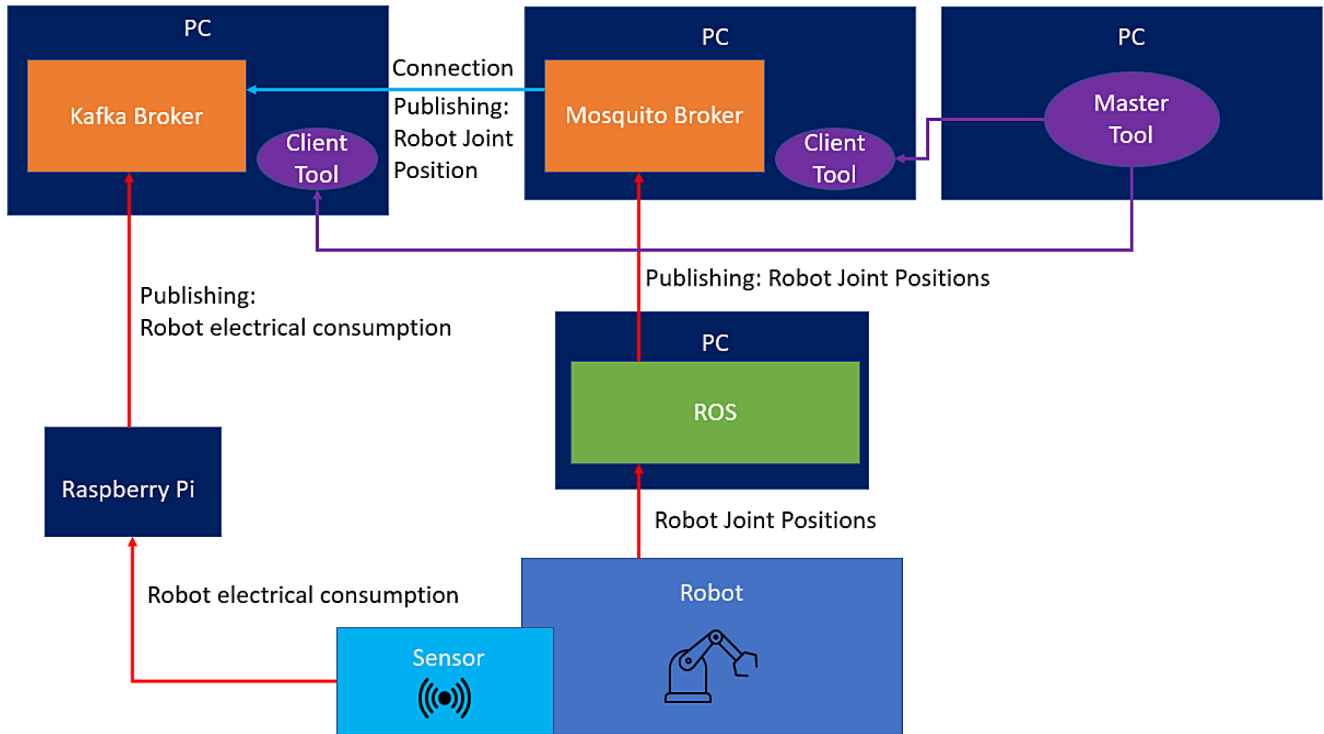 PC
Kafka Broker
Client
Tool
Connection
Publishing:
Robot Joint
Position
PC
Mosquito Broker
Client
Tool
PC
Master
Tool
Publishing:
Robot electrical consumption
Publishing: Robot Joint Positions
PC
ROS
Raspberry Pi
Robot Joint Positions
Robot electrical consumption
Robot
Sensor